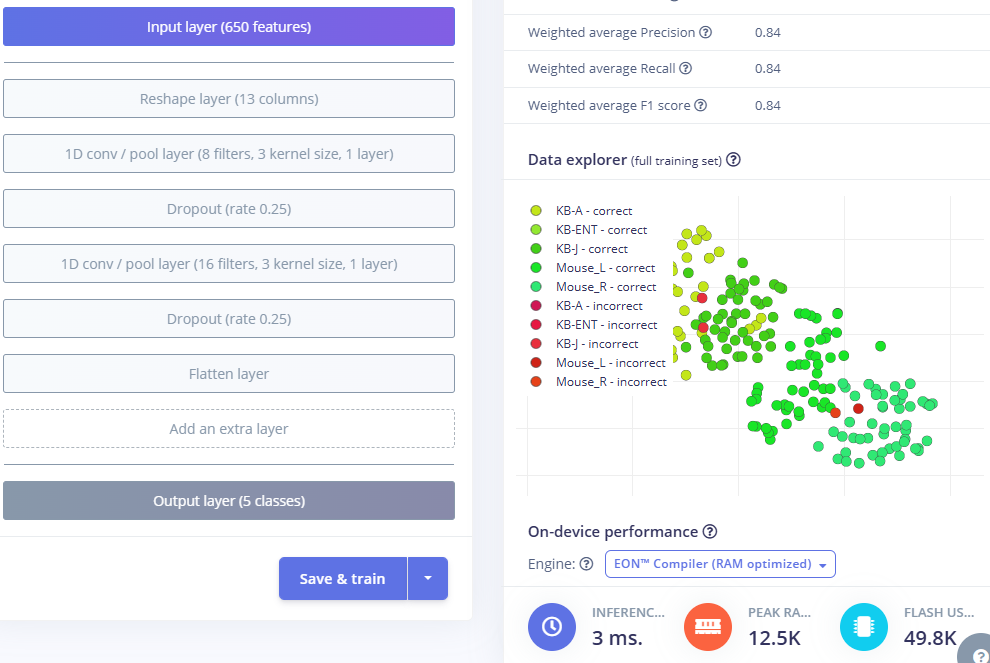 Input layer (650 features)
Reshape layer (13 columns)
1D conv / pool layer (8 filters, 3 kernel size, 1 layer)
Dropout (rate 0.25)
1D conv / pool layer (16 filters, 3 kernel size, 1 layer)
Dropout (rate 0.25)
Flatten layer
Add an extra layer
Output layer (5 classes)
Save & train
Weighted average Precision ?
0.84
Weighted average Recall ?
0.84
Weighted average F1 score ?
0.84
Data explorer (full training set) ?
KB-A - correct
KB-ENT - correct
KB-J - correct
Mouse_L - correct
Mouse_R - correct
KB-A - incorrect
KB-ENT - incorrect
KB-J - incorrect
Mouse_L - incorrect
Mouse_R - incorrect
On-device performance ?
Engine: ?
EON™ Compiler (RAM optimized)
INFERENC...
3 ms.
PEAK RA...
12.5K
FLASH US...
49.8K
?